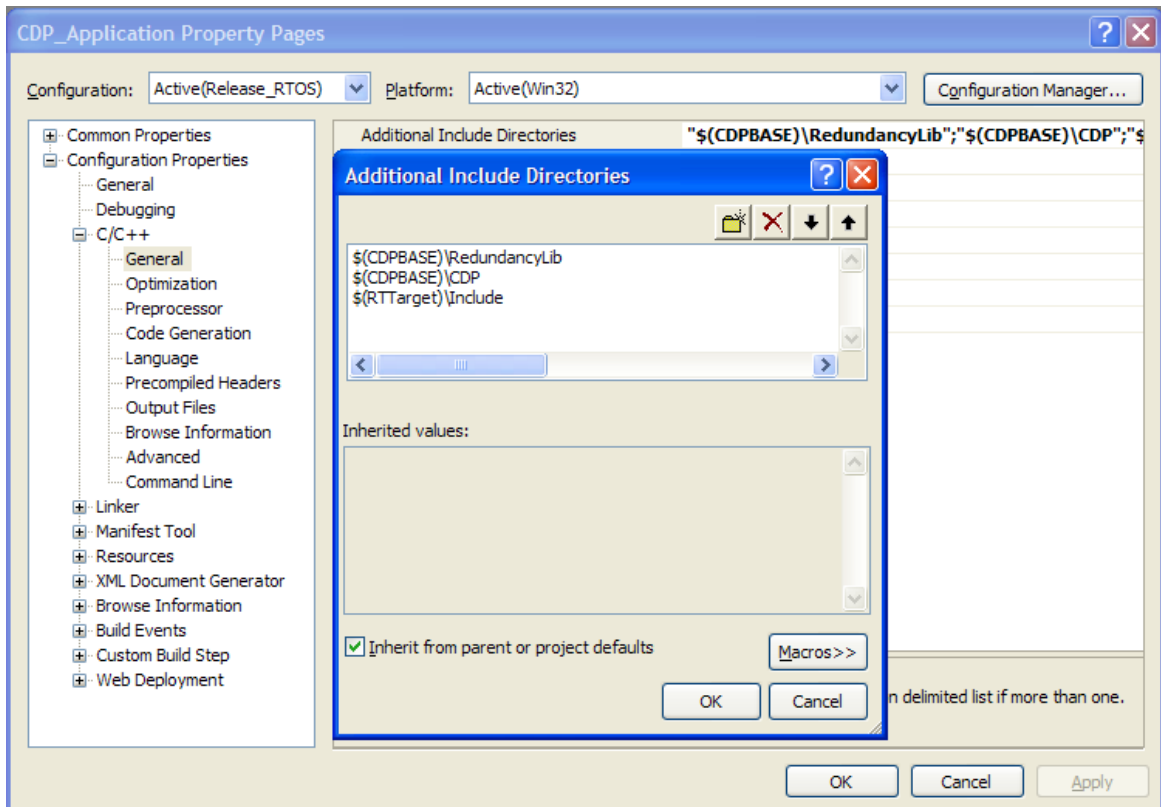 CDP_Application Property Pages
Configuration: Active(Release_RTOS) Platform: Active(Win32) Configuration Manager...
Common Properties
Configuration Properties
General
Debugging
C/C++
General
Optimization
Preprocessor
Code Generation
Language
Precompiled Headers
Output Files
Browse Information
Advanced
Command Line
Linker
Manifest Tool
Resources
XML Document Generator
Browse Information
Build Events
Custom Build Step
Web Deployment
Additional Include Directories "$(CDPBASE)\RedundancyLib";"$(CDPBASE)\CDP";"$
Additional Include Directories
$(CDPBASE)\RedundancyLib
$(CDPBASE)\CDP
$(RTTarget)\Include
Inherited values:
Inherit from parent or project defaults
Macros>>
OK Cancel
n delimited list if more than one.
OK Cancel Apply